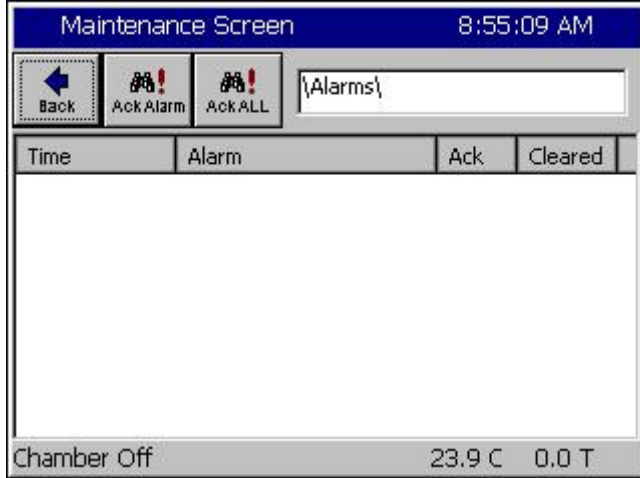 Maintenance Screen 8:55:09 AM
Back Ack Alarm Ack ALL \Alarms\
Time Alarm Ack Cleared
Chamber Off 23.9 C 0.0 T